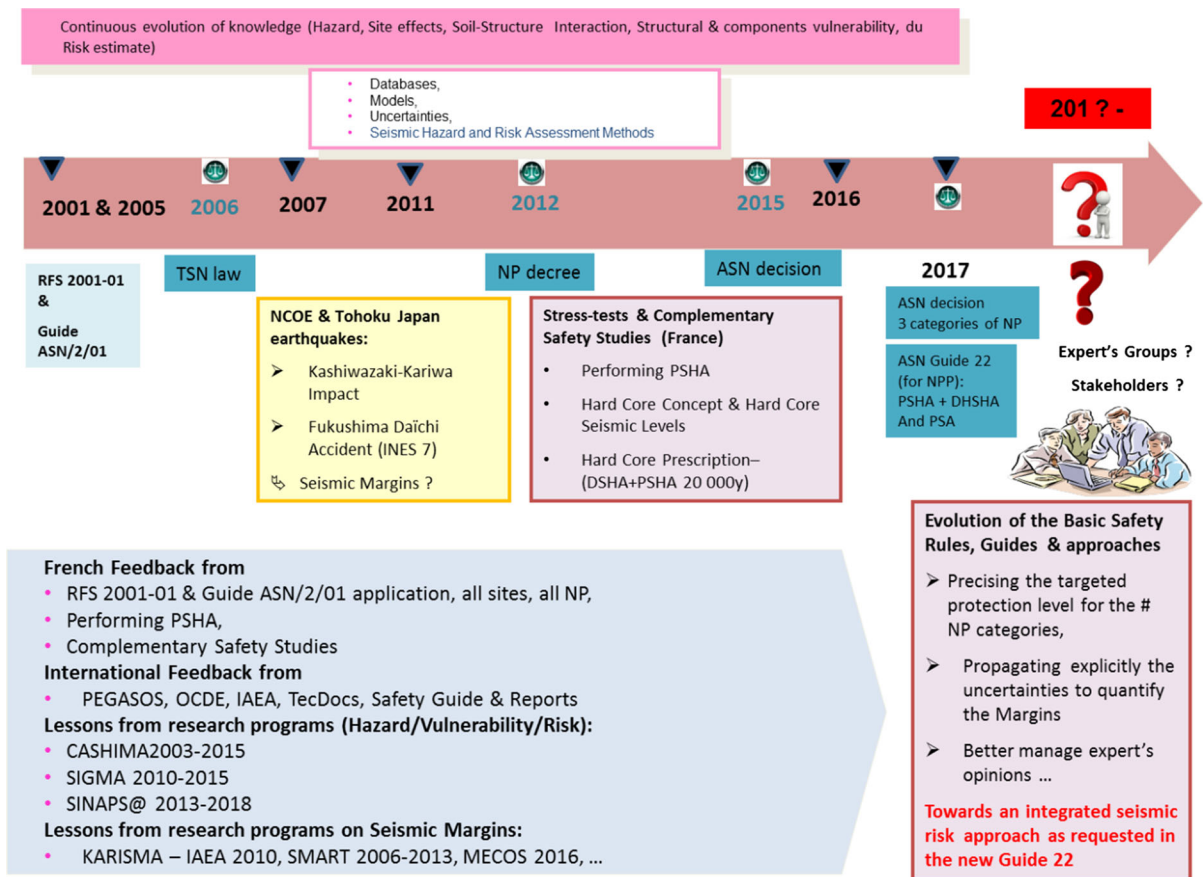 Continuous evolution of knowledge (Hazard, Site effects, Soil-Structure Interaction, Structural & components vulnerability, du
Risk estimate)
• Databases,
• Models,
• Uncertainties,
• Seismic Hazard and Risk Assessment Methods
201 ? -
2001 & 2005
2006
2007
2011
2012
2015
2016
?
RFS 2001-01
&
Guide
ASN/2/01
TSN law
NP decree
ASN decision
2017
?
NCOE & Tohoku Japan
earthquakes:
➢ Kashiwazaki-Kariwa
Impact
➢ Fukushima Daïchi
Accident (INES 7)
Seismic Margins ?
Stress-tests & Complementary
Safety Studies (France)
• Performing PSHA
• Hard Core Concept & Hard Core
Seismic Levels
• Hard Core Prescription–
(DSHA+PSHA 20 000y)
ASN decision
3 categories of NP
ASN Guide 22
(for NPP):
PSHA + DHSHA
And PSA
Expert's Groups ?
Stakeholders ?
French Feedback from
• RFS 2001-01 & Guide ASN/2/01 application, all sites, all NP,
• Performing PSHA,
• Complementary Safety Studies
International Feedback from
• PEGASOS, OCDE, IAEA, TecDocs, Safety Guide & Reports
Lessons from research programs (Hazard/Vulnerability/Risk):
• CASHIMA2003-2015
• SIGMA 2010-2015
• SINAPS@ 2013-2018
Lessons from research programs on Seismic Margins:
• KARISMA – IAEA 2010, SMART 2006-2013, MECOS 2016, ...
Evolution of the Basic Safety
Rules, Guides & approaches
➢ Precising the targeted
protection level for the #
NP categories,
➢ Propagating explicitly the
uncertainties to quantify
the Margins
➢ Better manage expert's
opinions ...
Towards an integrated seismic
risk approach as requested in
the new Guide 22